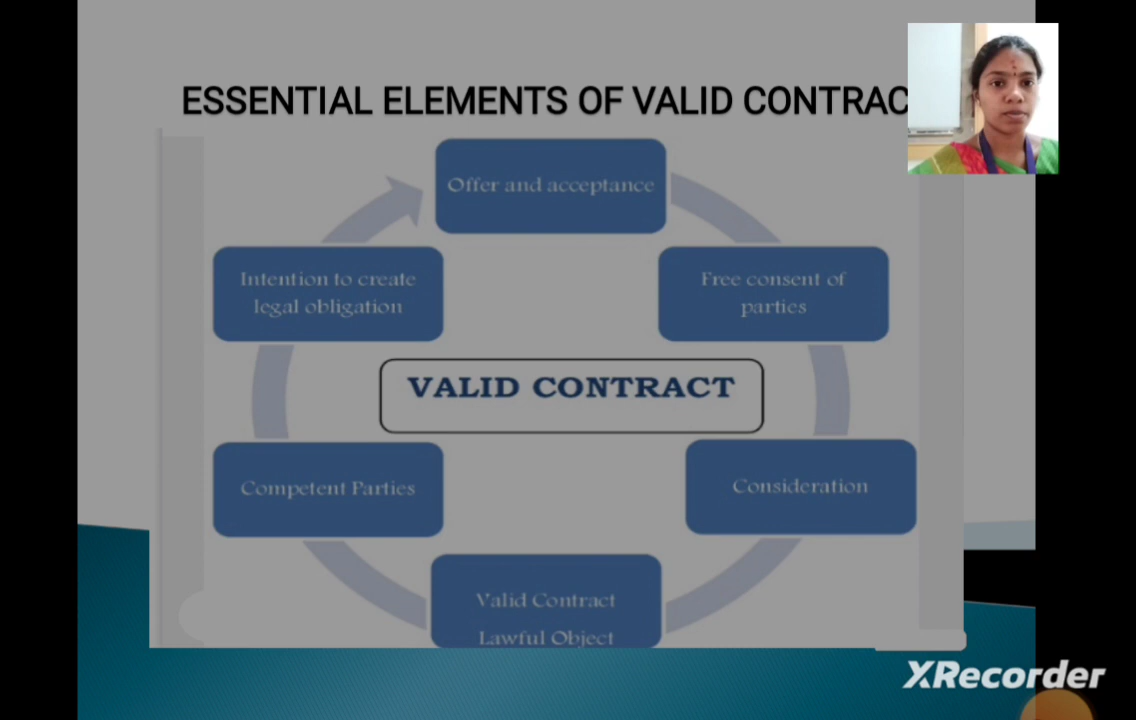 ESSENTIAL ELEMENTS OF VALID CONTRAC
Offer and acceptance
Intention to create
legal obligation
Free consent of
parties
VALID CONTRACT
Competent Parties
Consideration
Valid Contract
Lawful Object
XRecorder